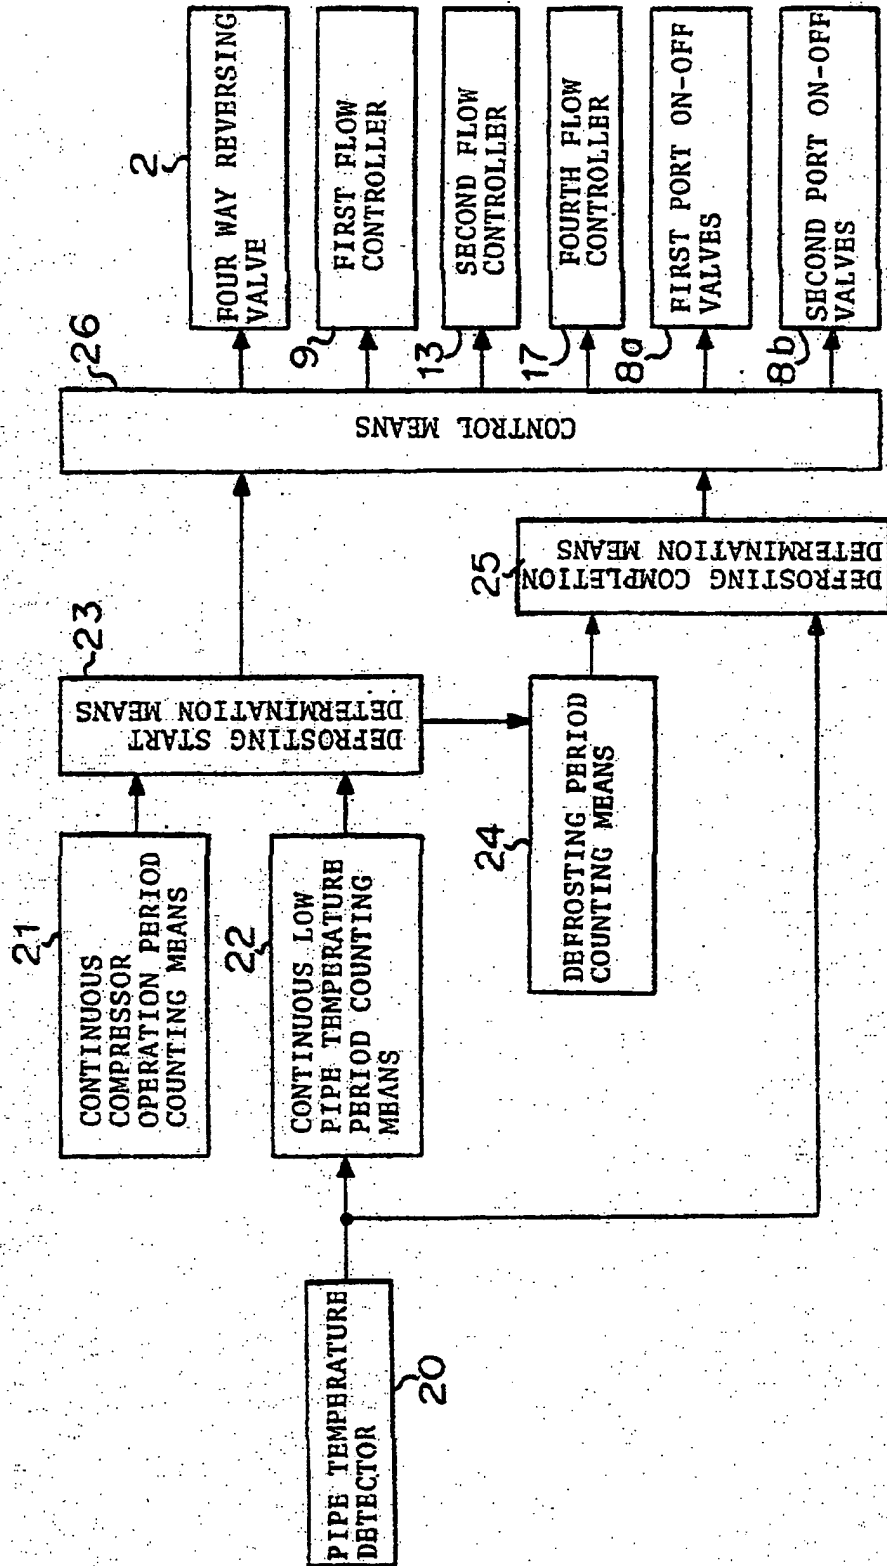 20
PIPE TEMPERATURE
DETECTOR
21
CONTINUOUS
COMPRESSOR
OPERATION PERIOD
COUNTING MEANS
22
CONTINUOUS LOW
PIPE TEMPERATURE
PERIOD COUNTING
MEANS
23
DEFROSTING START
DETERMINATION MEANS
24
DEFROSTING PERIOD
COUNTING MEANS
25
DEFROSTING COMPLETION
DETERMINATION MEANS
26
CONTROL MEANS
2
FOUR WAY REVERSING
VALVE
9
FIRST FLOW
CONTROLLER
13
SECOND FLOW
CONTROLLER
17
FOURTH FLOW
CONTROLLER
8a
FIRST PORT ON-OFF
VALVES
8b
SECOND PORT ON-OFF
VALVES